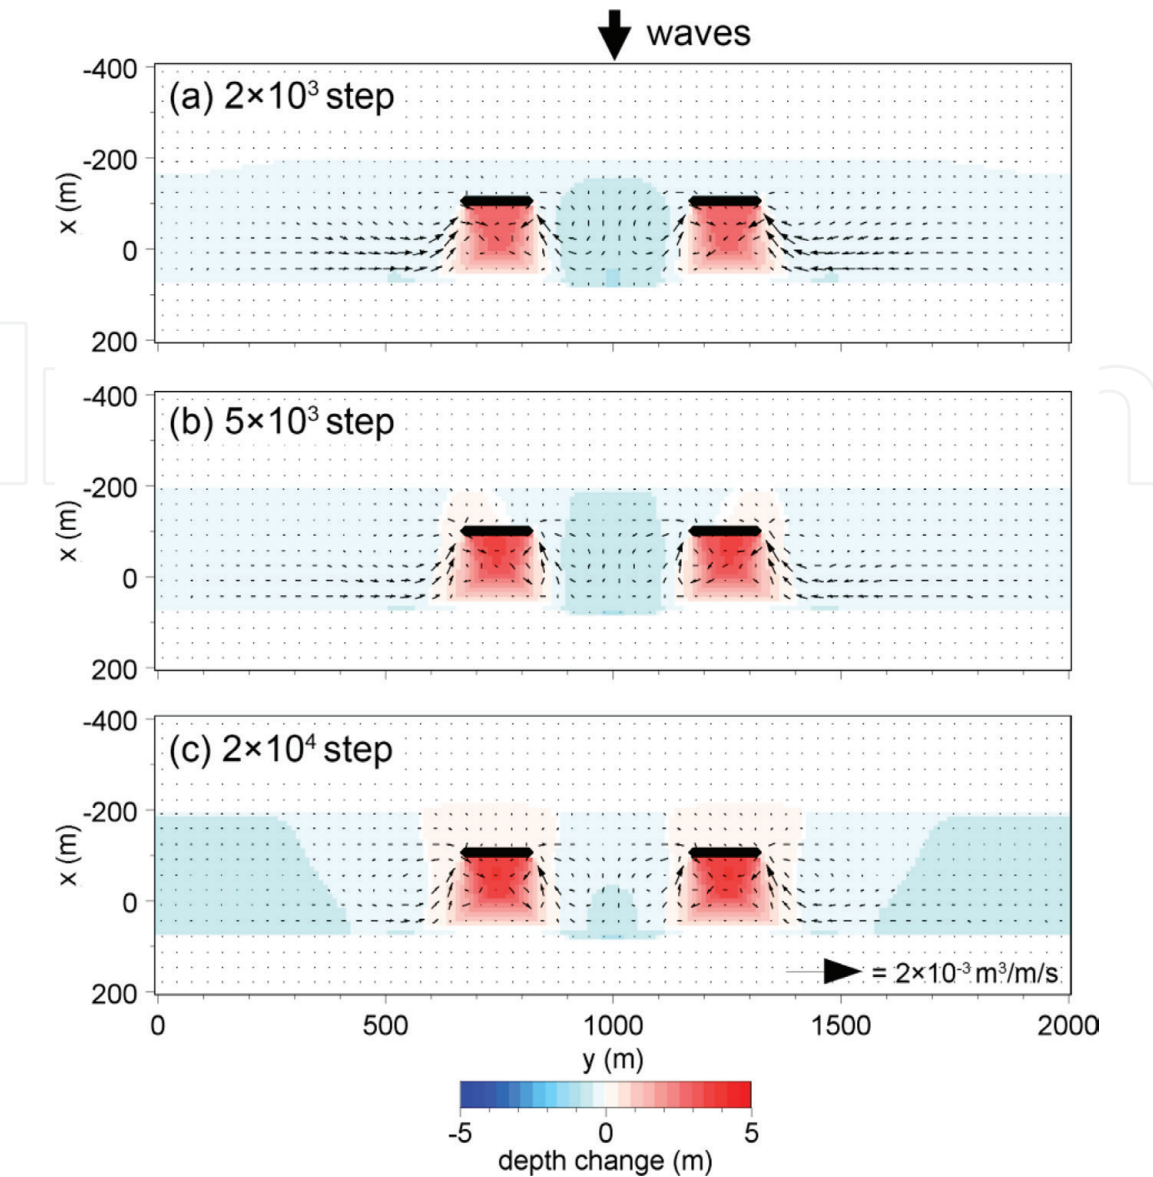 waves
(a) 2×10³ step
-400
-200
0
200
x (m)
(b) 5×10³ step
-400
-200
0
200
x (m)
(c) 2×10⁴ step
-400
-200
0
200
x (m)
= 2×10⁻³ m³/m/s
0 500 1000 1500 2000
y (m)
-5 0 5
depth change (m)